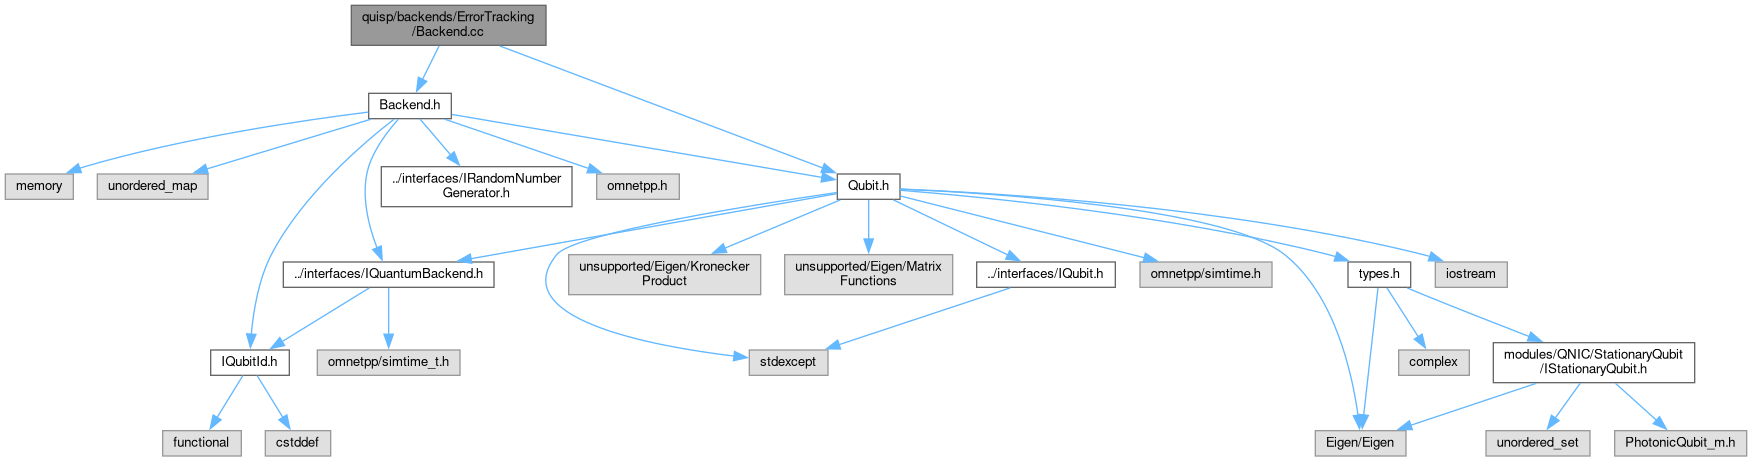 quisp/backends/ErrorTracking
/Backend.cc
Backend.h
memory
unordered_map
../interfaces/IRandomNumber
Generator.h
omnetpp.h
Qubit.h
../interfaces/IQuantumBackend.h
unsupported/Eigen/Kronecker
Product
unsupported/Eigen/Matrix
Functions
../interfaces/IQubit.h
omnetpp/simtime.h
types.h
iostream
IQubitId.h
omnetpp/simtime_t.h
stdexcept
complex
modules/QNIC/StationaryQubit
/IStationaryQubit.h
functional
cstddef
Eigen/Eigen
unordered_set
PhotonicQubit_m.h